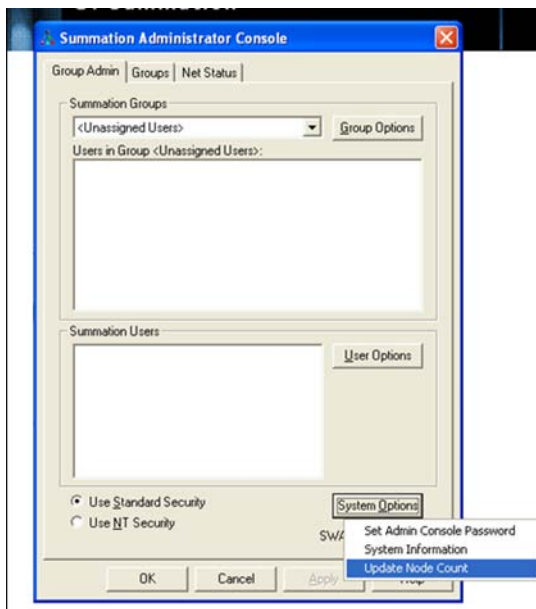 Summation Administrator Console
Group Admin
Groups
Net Status
Summation Groups
<Unassigned Users>
Group Options
Users in Group <Unassigned Users>:
Summation Users
User Options
Use Standard Security
Use NT Security
System Options
Set Admin Console Password
System Information
Update Node Count
OK
Cancel
Apply
Help